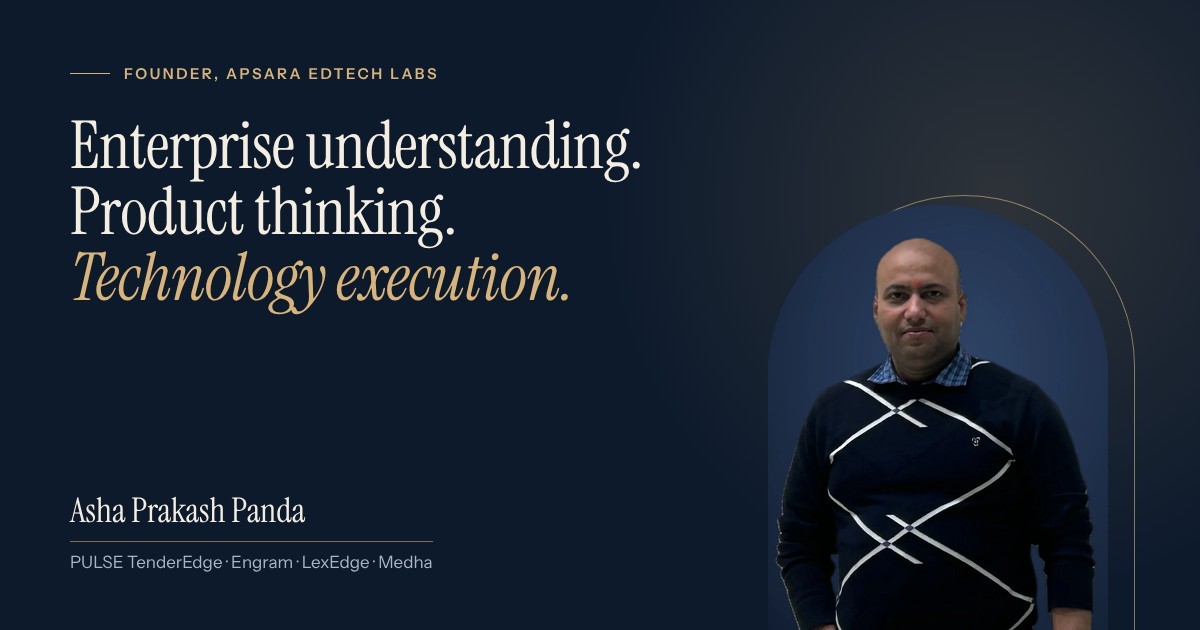 FOUNDER, APSARA EDTECH LABS
Enterprise understanding.
Product thinking.
Technology execution.
Asha Prakash Panda
PULSE TenderEdge · Engram · LexEdge · Medha